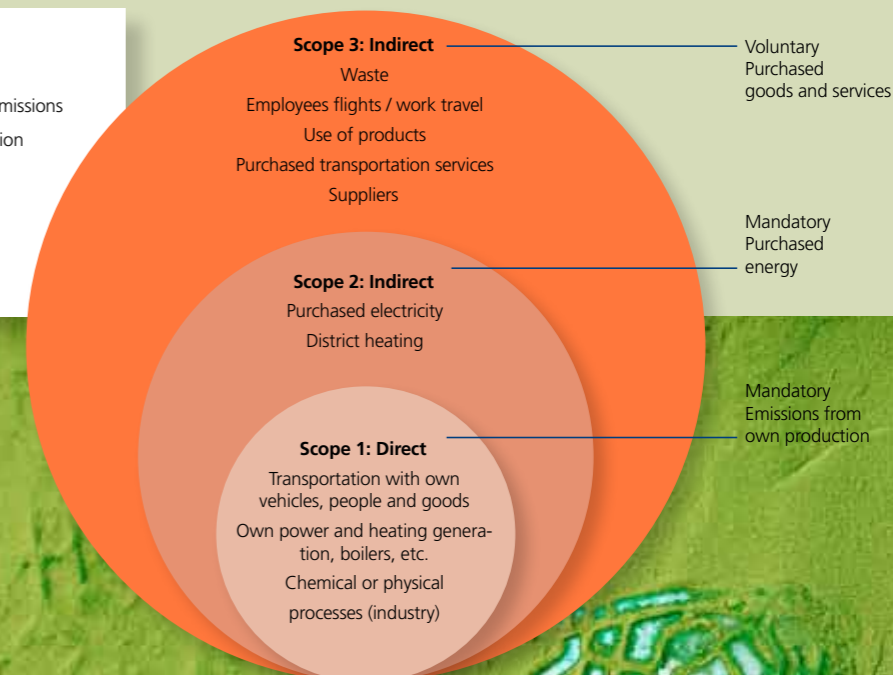 missions
ion
Scope 3: Indirect
Waste
Employees flights / work travel
Use of products
Purchased transportation services
Suppliers
Voluntary
Purchased
goods and services
Scope 2: Indirect
Purchased electricity
District heating
Mandatory
Purchased
energy
Scope 1: Direct
Transportation with own
vehicles, people and goods
Own power and heating genera-
tion, boilers, etc.
Chemical or physical
processes (industry)
Mandatory
Emissions from
own production